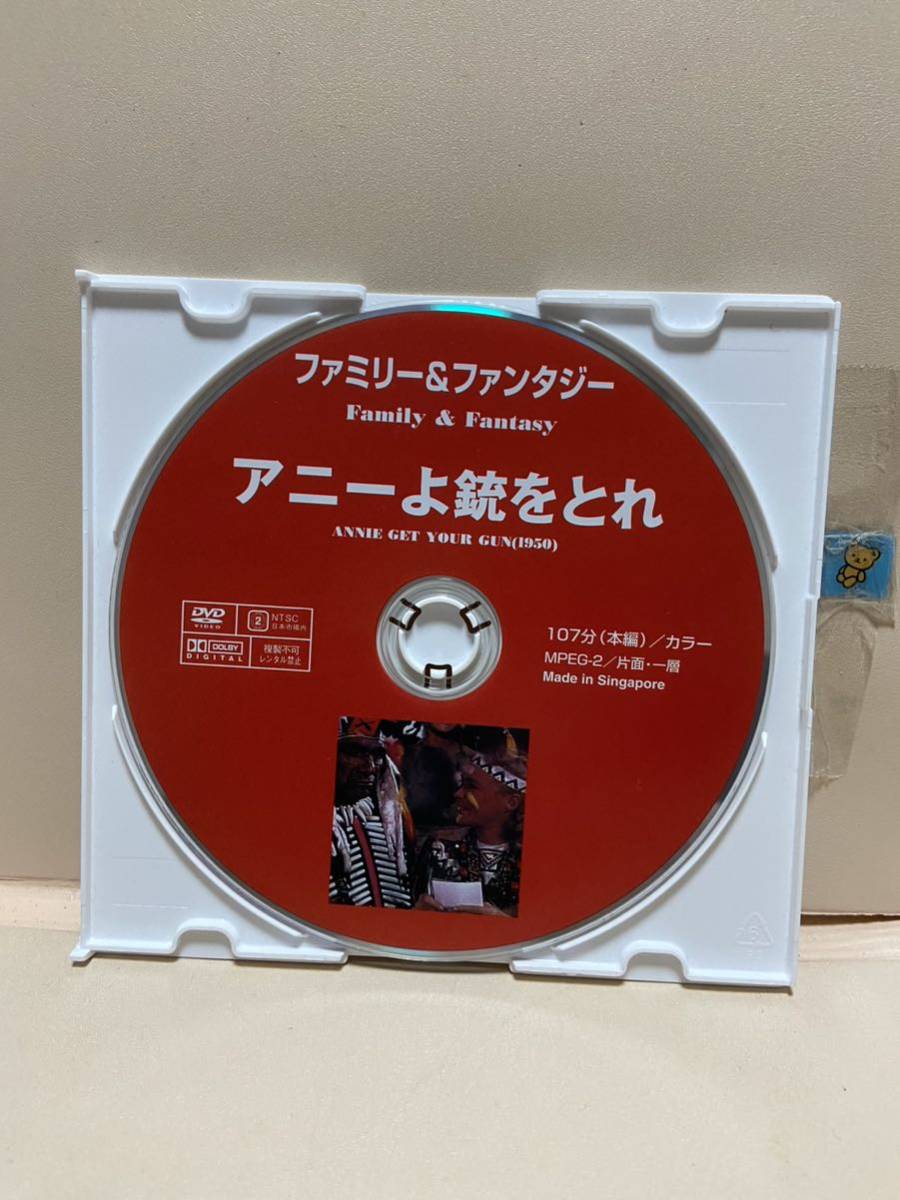 ファミリー&ファンタジー
Family & Fantasy
アニーよ銃をとれ
ANNIE GET YOUR GUN(1950)
DVD
VIDEO
2 NTSC
日本市場内
DOLBY
DIGITAL
複製不可
レンタル禁止
107分(本編)/カラー
MPEG-2/片面・一層
Made in Singapore